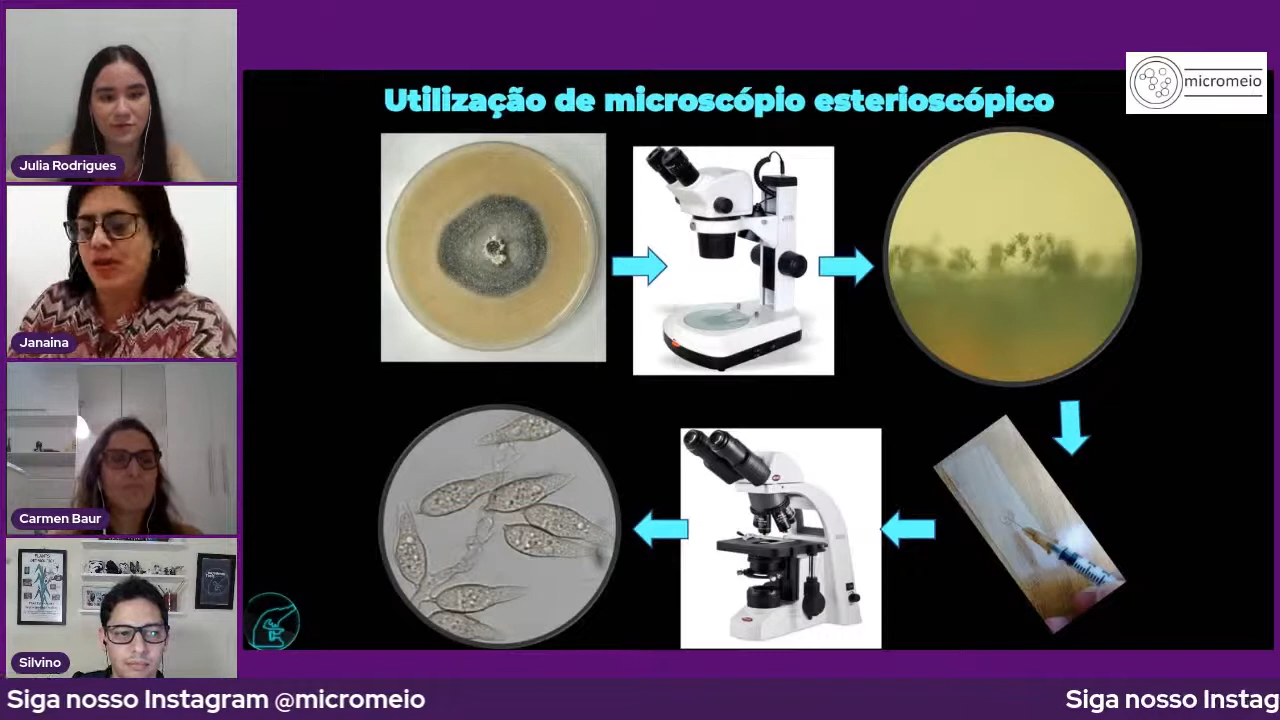 Utilização de microscópio esterioscópico
micromeio
Julia Rodrigues
Janaina
Carmen Baur
Silvino
Siga nosso Instagram @micromeio
Siga nosso Instag